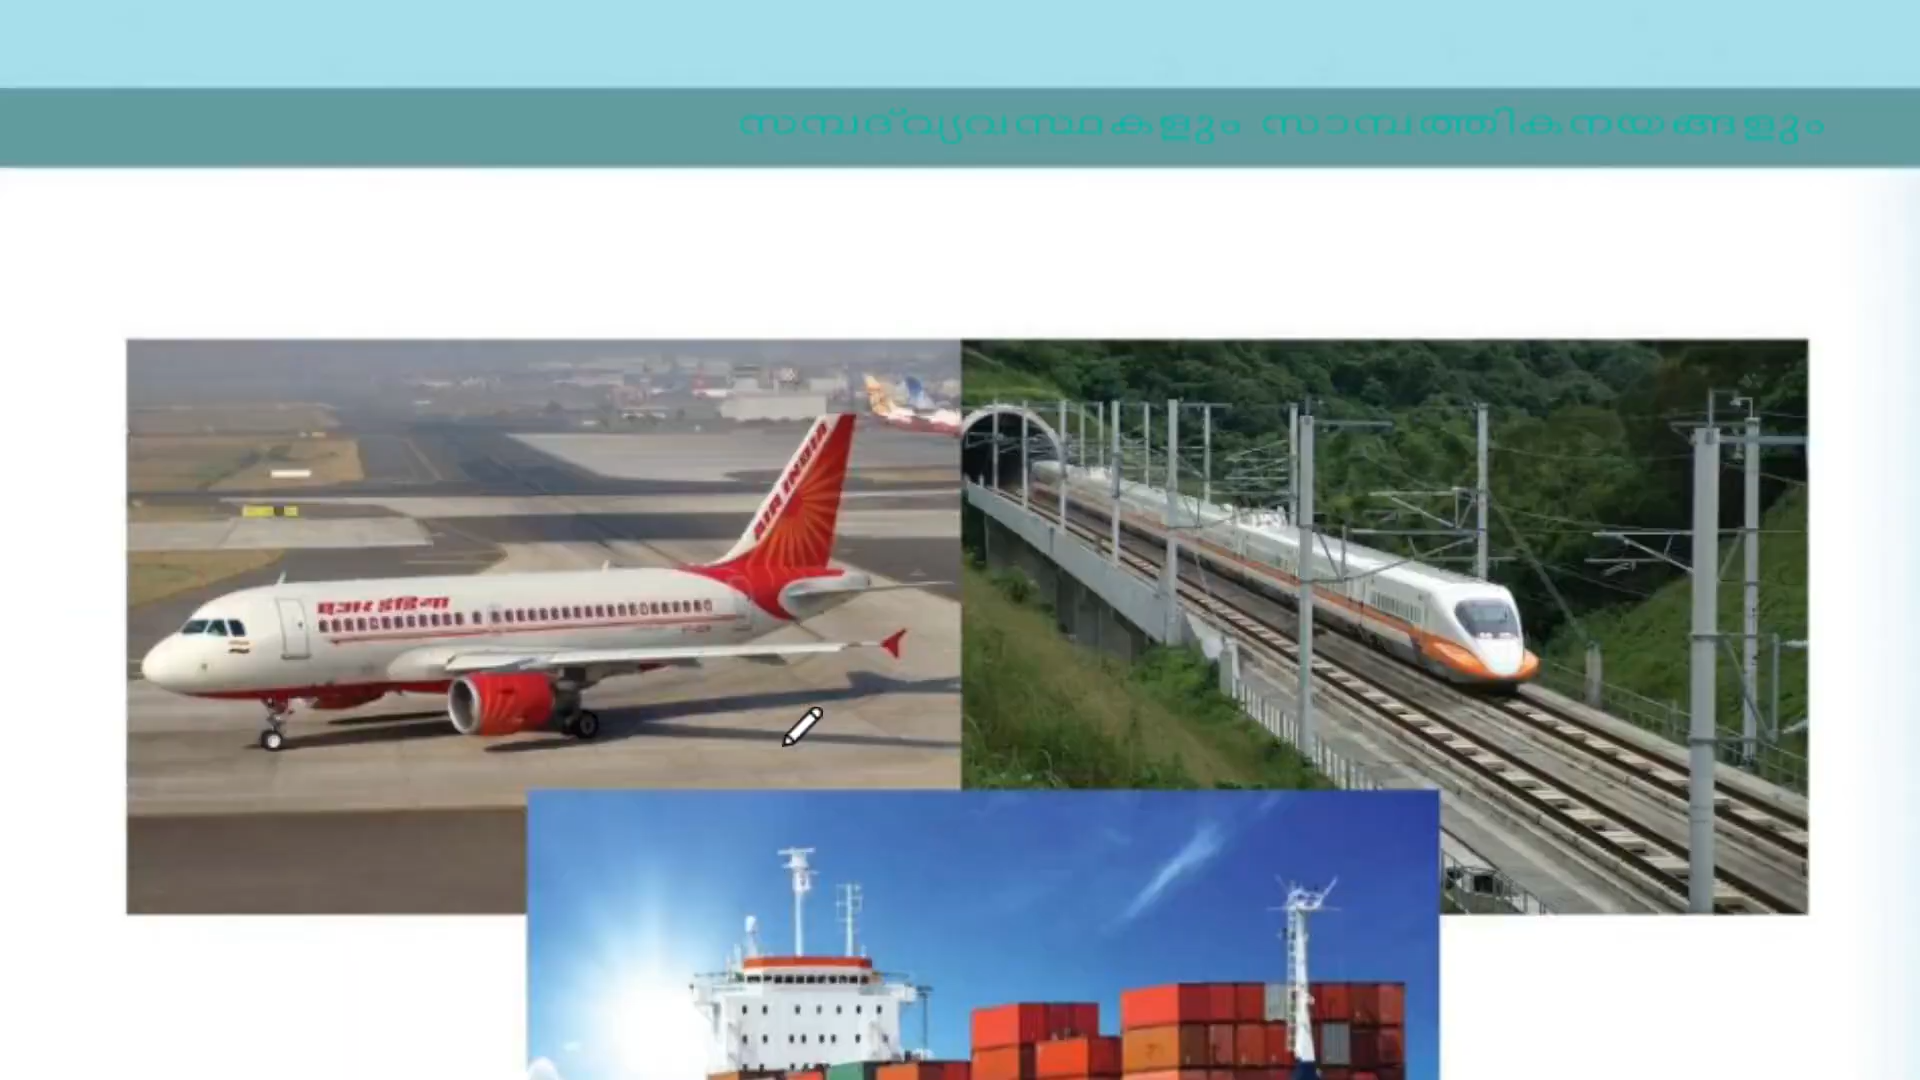 സമ്പദ്‌വ്യവസ്ഥകളും സാമ്പത്തികനയങ്ങളും
AIR INDIA
एअर इंडिया